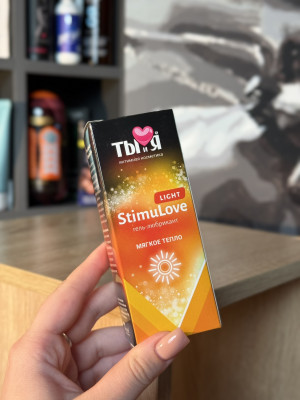 ТЫ и Я
ИНТИМНАЯ КОСМЕТИКА
LIGHT
StimuLove
гель-лубрикант
МЯГКОЕ ТЕПЛО